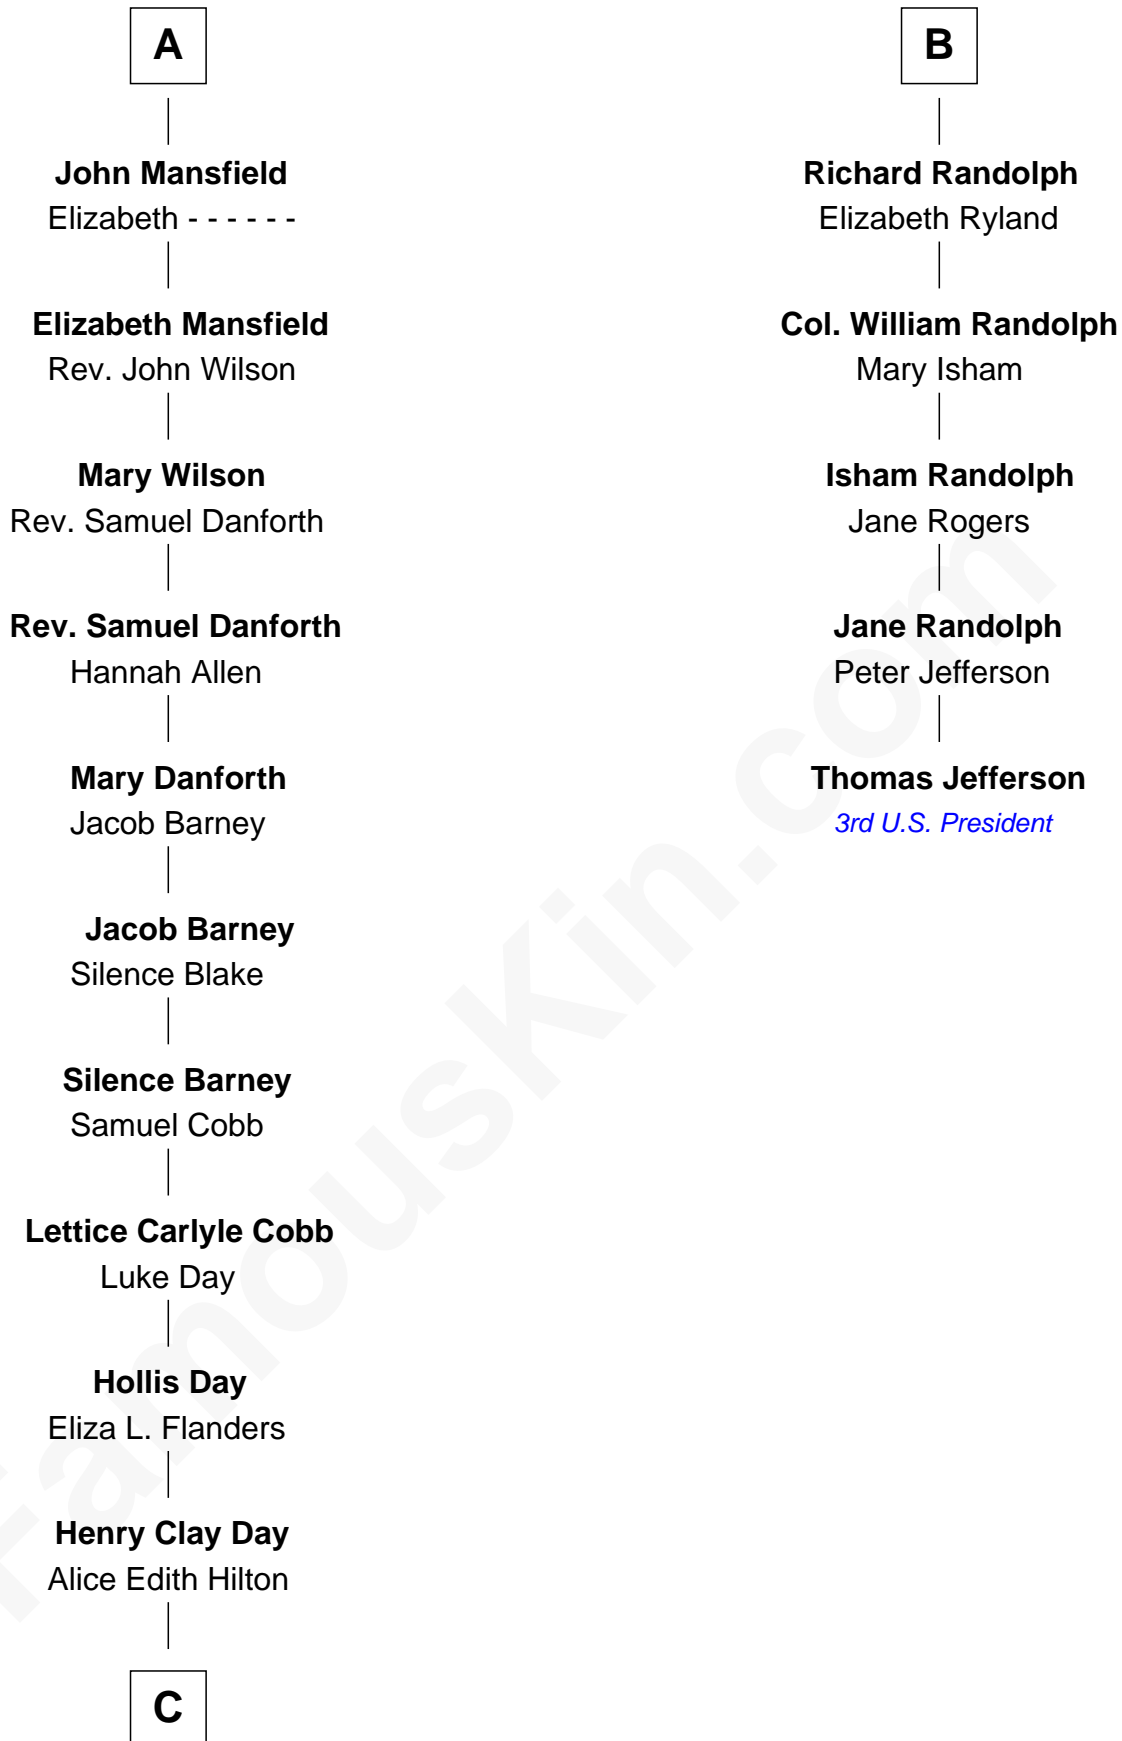 A
John Mansfield
Elizabeth - - - - - -
Elizabeth Mansfield
Rev. John Wilson
Mary Wilson
Rev. Samuel Danforth
Rev. Samuel Danforth
Hannah Allen
Mary Danforth
Jacob Barney
Jacob Barney
Silence Blake
Silence Barney
Samuel Cobb
Lettice Carlyle Cobb
Luke Day
Hollis Day
Eliza L. Flanders
Henry Clay Day
Alice Edith Hilton
C
B
Richard Randolph
Elizabeth Ryland
Col. William Randolph
Mary Isham
Isham Randolph
Jane Rogers
Jane Randolph
Peter Jefferson
Thomas Jefferson
3rd U.S. President
FamousKin.com